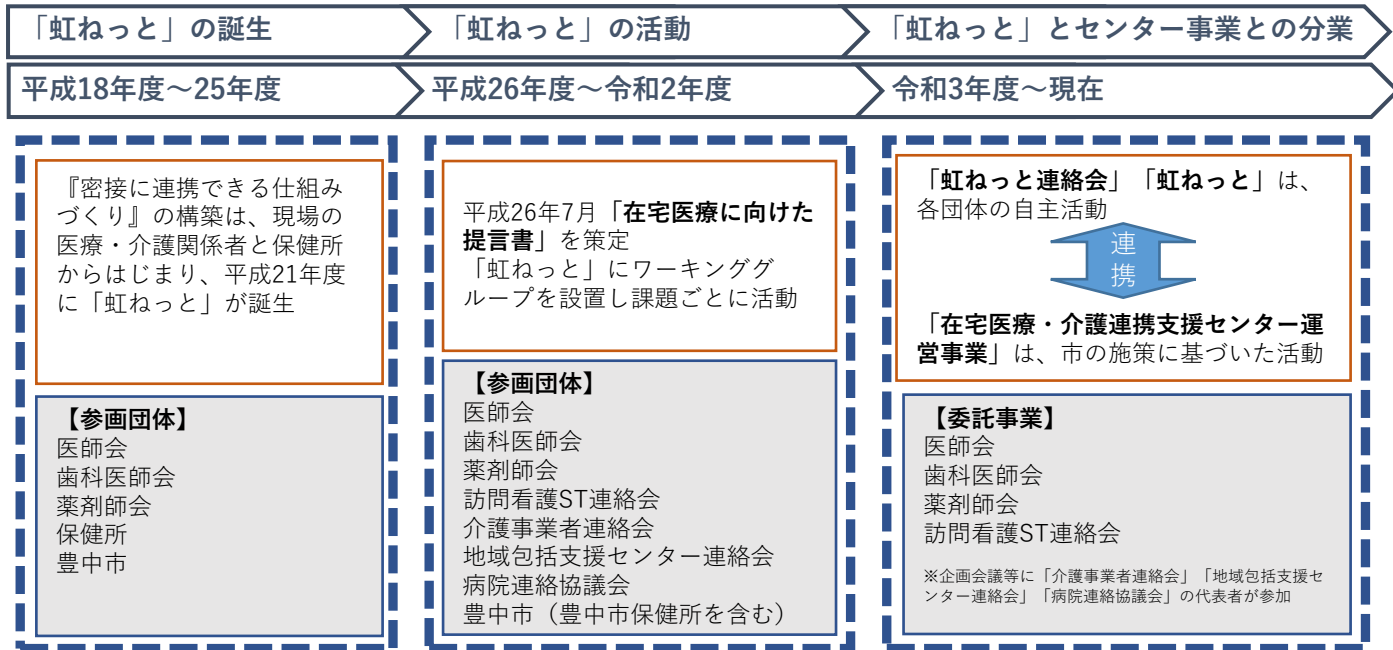 「虹ねっと」の誕生
「虹ねっと」の活動
「虹ねっと」とセンター事業との分業
平成18年度～25年度
平成26年度～令和2年度
令和3年度～現在
『密接に連携できる仕組み
づくり』の構築は、現場の
医療・介護関係者と保健所
からはじまり、平成21年度
に「虹ねっと」が誕生
【参画団体】
医師会
歯科医師会
薬剤師会
保健所
豊中市
平成26年7月「在宅医療に向けた
提言書」を策定
「虹ねっと」にワーキンググ
ループを設置し課題ごとに活動
【参画団体】
医師会
歯科医師会
薬剤師会
訪問看護ST連絡会
介護事業者連絡会
地域包括支援センター連絡会
病院連絡協議会
豊中市（豊中市保健所を含む）
「虹ねっと連絡会」「虹ねっと」は、
各団体の自主活動
連
携
「在宅医療・介護連携支援センター運
営事業」は、市の施策に基づいた活動
【委託事業】
医師会
歯科医師会
薬剤師会
訪問看護ST連絡会
※企画会議等に「介護事業者連絡会」「地域包括支援セ
ンター連絡会」「病院連絡協議会」の代表者が参加